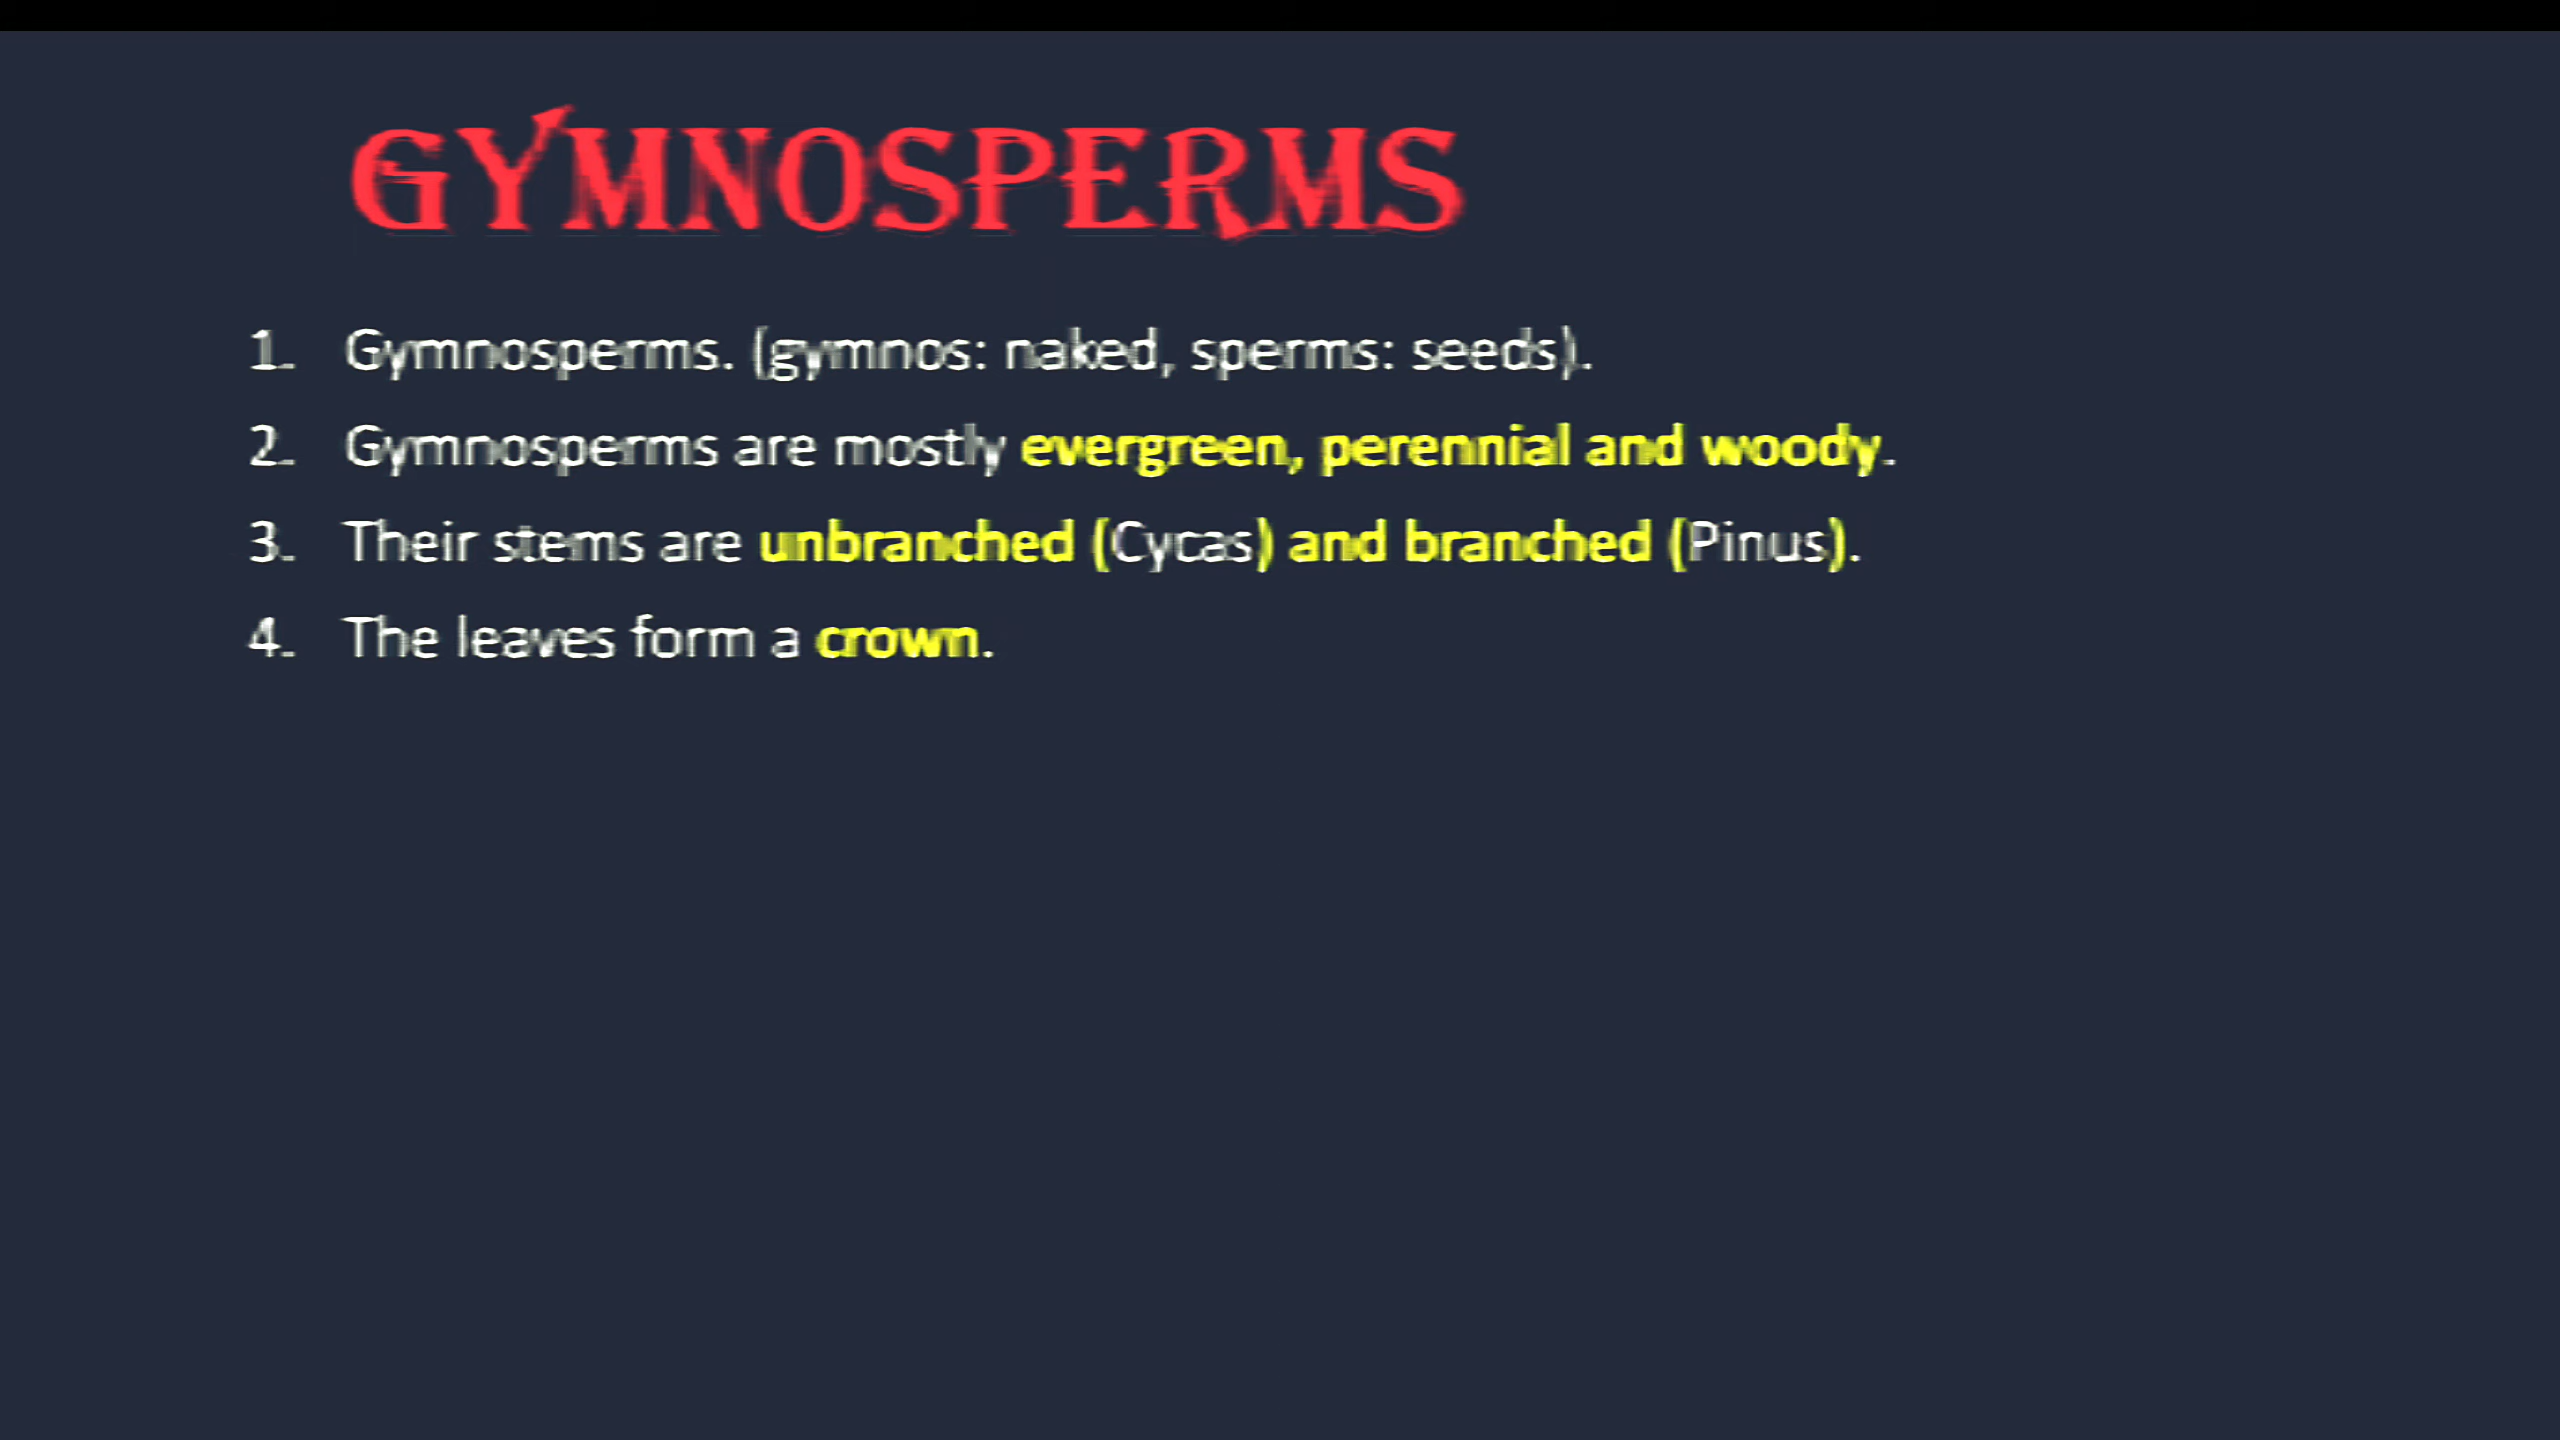 GYMNOSPERMS
1. Gymnosperms. (gymnos: naked, sperms: seeds).
2. Gymnosperms are mostly evergreen, perennial and woody.
3. Their stems are unbranched (Cycas) and branched (Pinus).
4. The leaves form a crown.